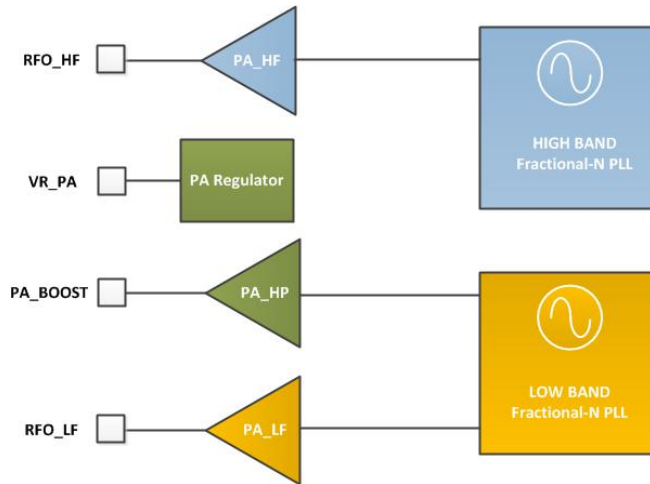 RFO_HF
PA_HF
HIGH BAND
Fractional-N PLL
VR_PA
PA Regulator
PA_BOOST
PA_HP
RFO_LF
PA_LF
LOW BAND
Fractional-N PLL